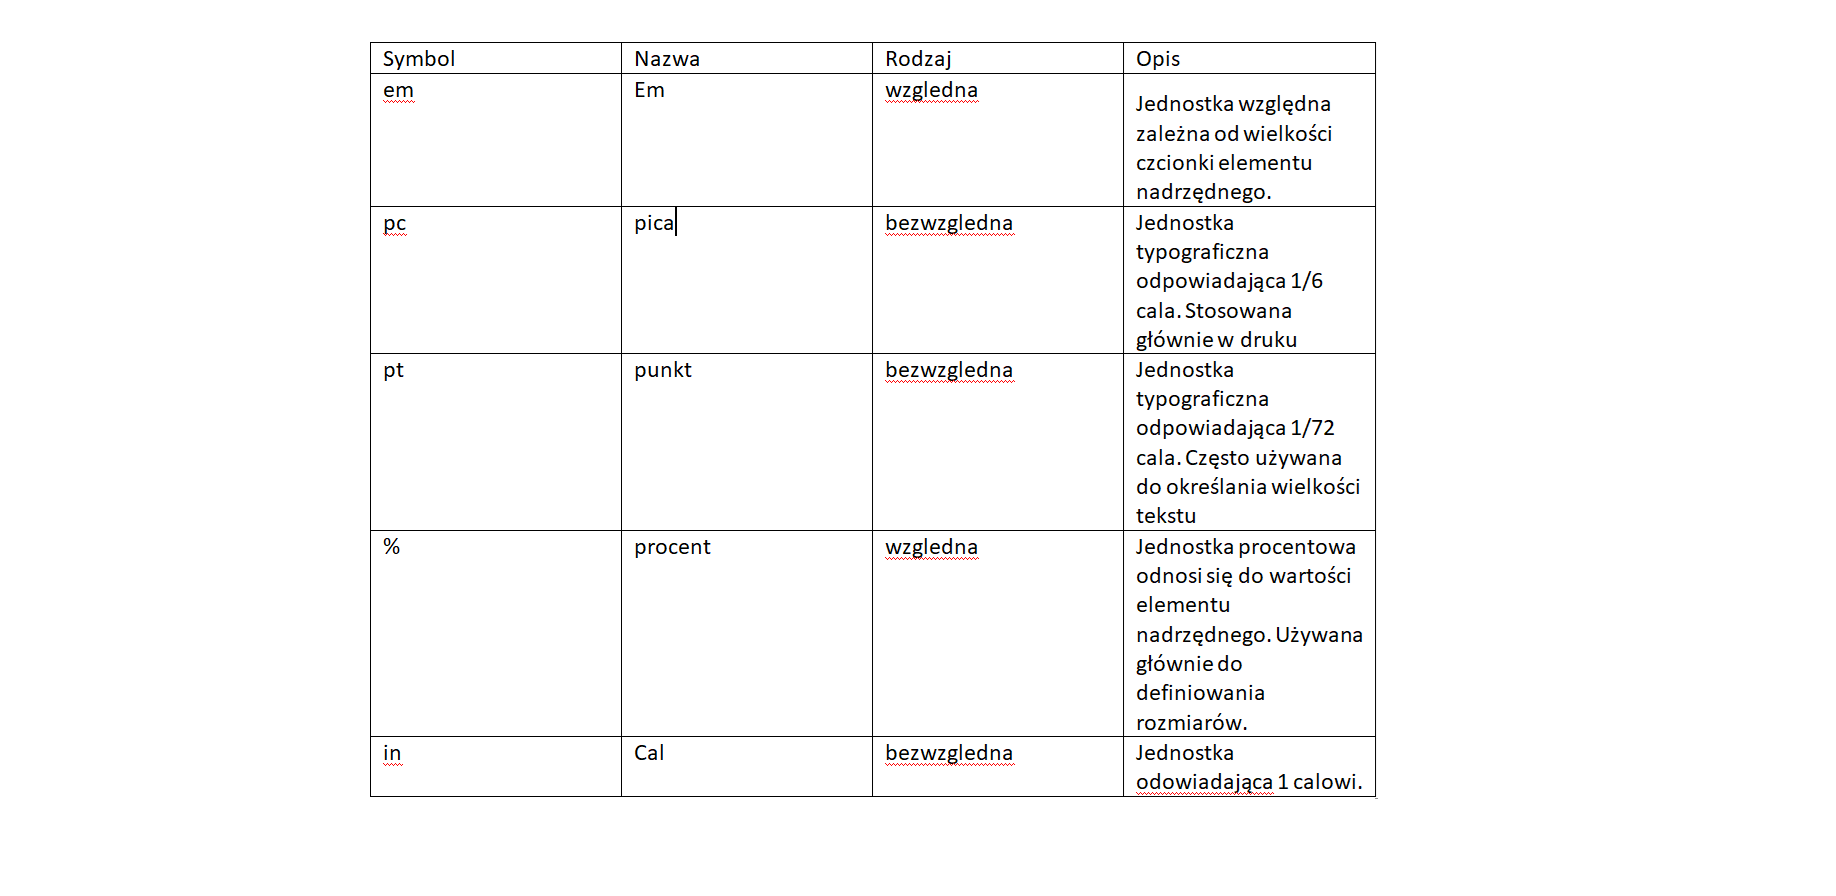 Symbol Nazwa Rodzaj Opis
em Em wzgledna
Jednostka względna
zależna od wielkości
czcionki elementu
nadrzędnego.
pc pica bezwzgledna Jednostka
typograficzna
odpowiadająca 1/6
cala. Stosowana
głównie w druku
pt punkt bezwzgledna Jednostka
typograficzna
odpowiadająca 1/72
cala. Często używana
do określania wielkości
tekstu
% procent wzgledna Jednostka procentowa
odnosi się do wartości
elementu
nadrzędnego. Używana
głównie do
definiowania
rozmiarów.
in Cal bezwzgledna Jednostka
odowiadająca 1 calowi.